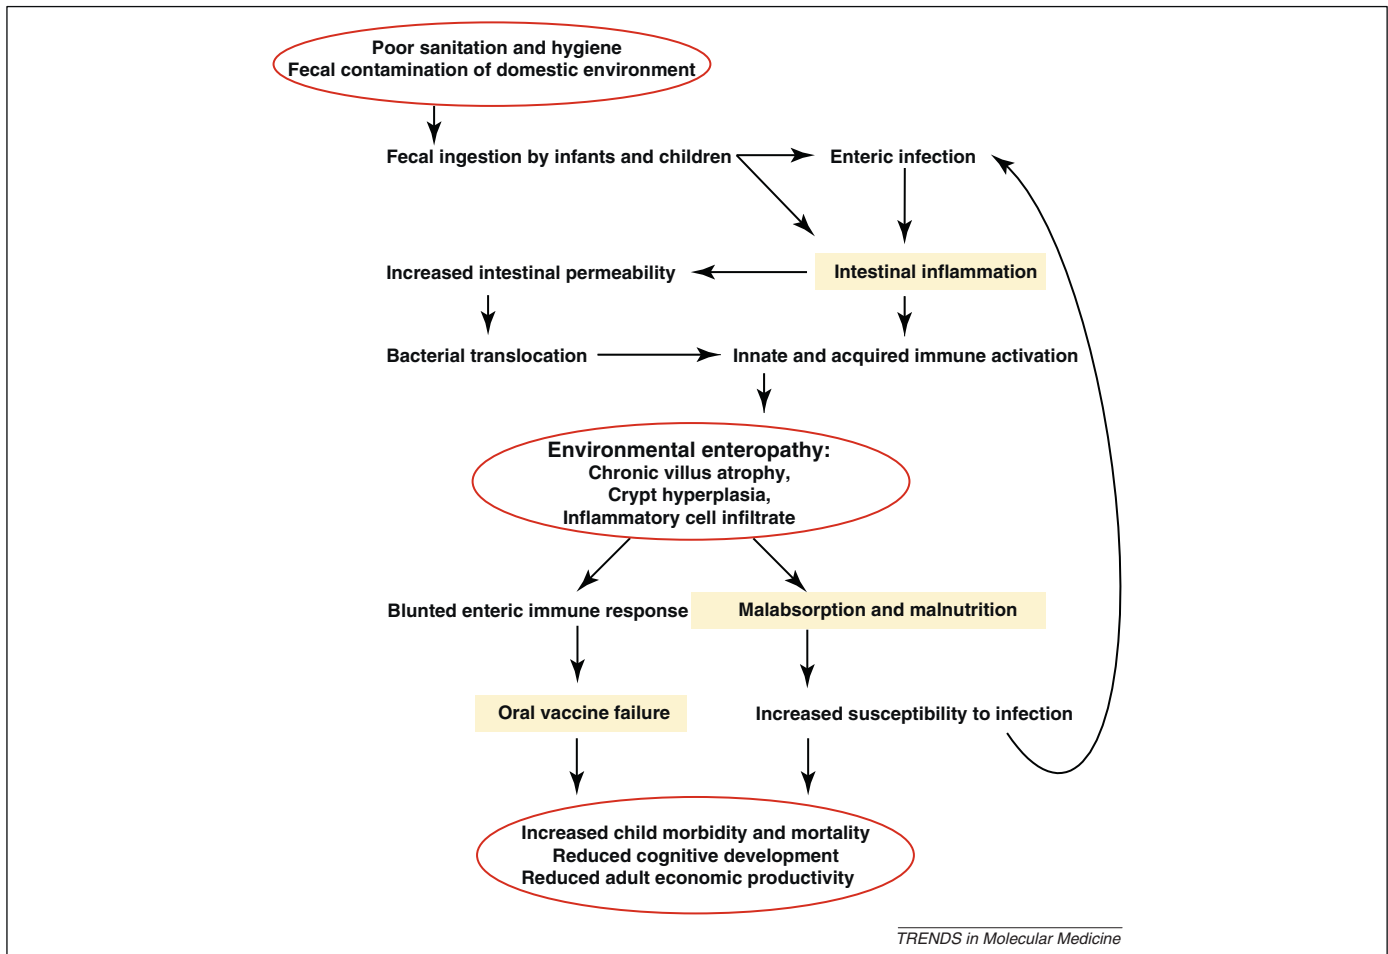 Poor sanitation and hygiene
Fecal contamination of domestic environment
Fecal ingestion by infants and children
Enteric infection
Increased intestinal permeability
Intestinal inflammation
Bacterial translocation
Innate and acquired immune activation
Environmental enteropathy:
Chronic villus atrophy,
Crypt hyperplasia,
Inflammatory cell infiltrate
Blunted enteric immune response
Malabsorption and malnutrition
Oral vaccine failure
Increased susceptibility to infection
Increased child morbidity and mortality
Reduced cognitive development
Reduced adult economic productivity
TRENDS in Molecular Medicine